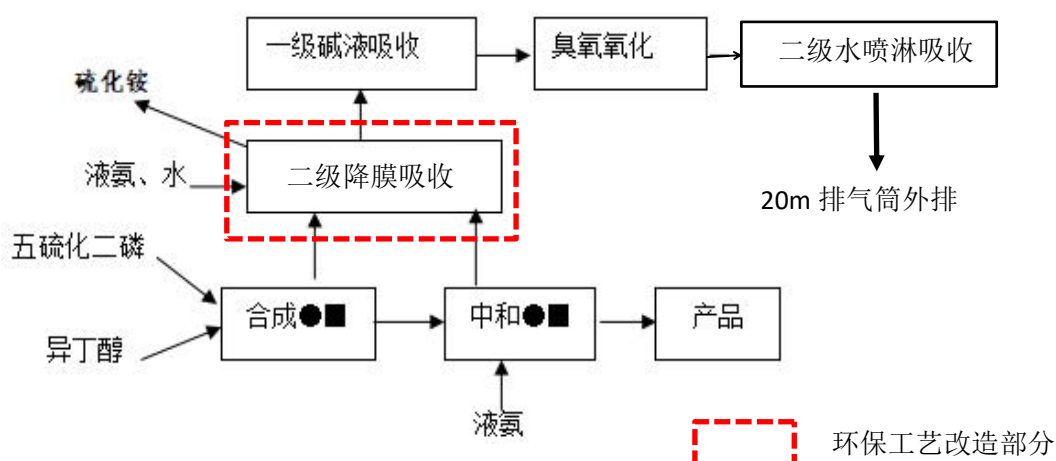 一级碱液吸收
臭氧氧化
二级水喷淋吸收
硫化铵
液氨、水
二级降膜吸收
20m 排气筒外排
五硫化二磷
异丁醇
合成●■
中和●■
产品
液氨
环保工艺改造部分